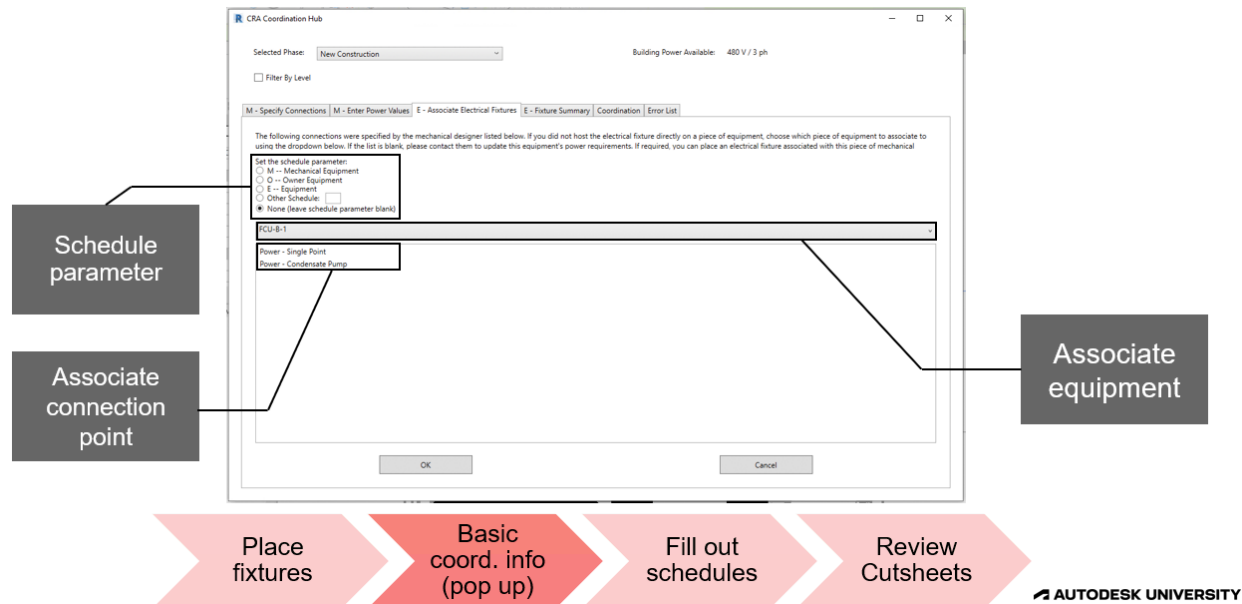 CRA Coordination Hub
Selected Phase: New Construction
Building Power Available: 480 V / 3 ph
Filter By Level
M - Specify Connections M - Enter Power Values E - Associate Electrical Fixtures E - Fixture Summary Coordination Error List
The following connections were specified by the mechanical designer listed below. If you did not host the electrical fixture directly on a piece of equipment, choose which piece of equipment to associate to
using the dropdown below. If the list is blank, please contact them to update this equipment's power requirements. If required, you can place an electrical fixture associated with this piece of mechanical
Set the schedule parameter:
M -- Mechanical Equipment
O -- Owner Equipment
E -- Equipment
Other Schedule:
None (leave schedule parameter blank)
FCU-B-1
Power - Single Point
Power - Condensate Pump
OK
Cancel
Schedule
parameter
Associate
connection
point
Associate
equipment
Place
fixtures
Basic
coord. info
(pop up)
Fill out
schedules
Review
Cutsheets
AUTODESK UNIVERSITY